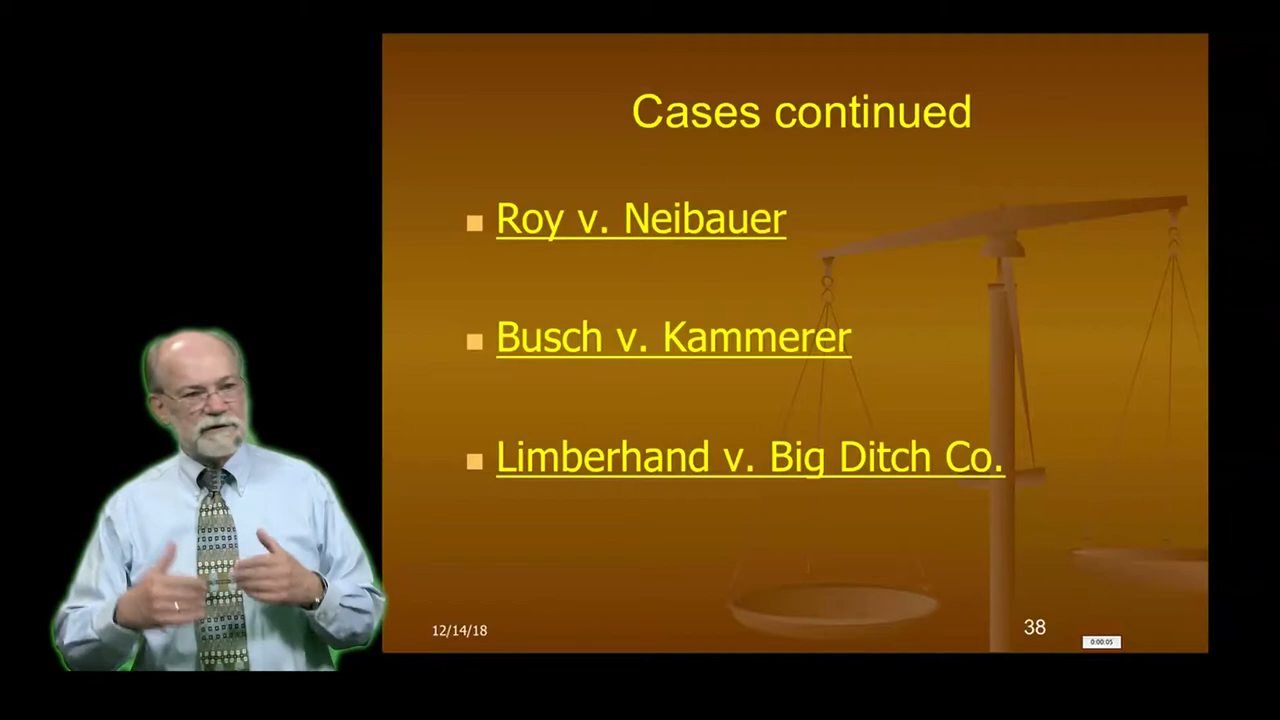 Cases continued
Roy v. Neibauer
Busch v. Kammerer
Limberhand v. Big Ditch Co.
12/14/18
38
0:00:05